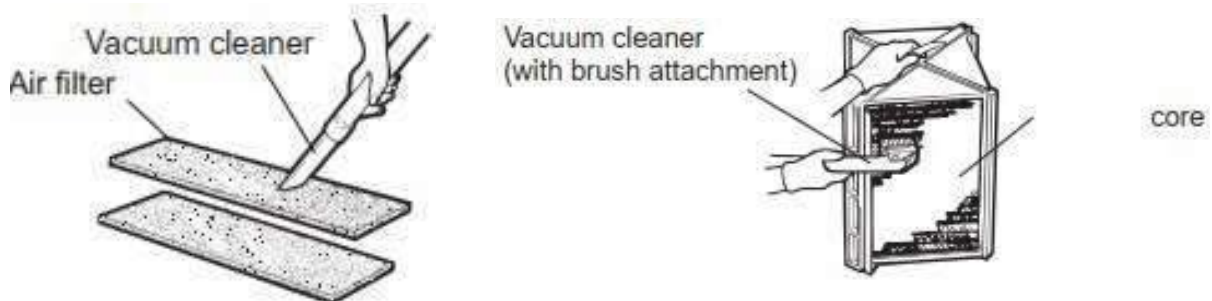 Vacuum cleaner
Air filter
Vacuum cleaner
(with brush attachment)
core